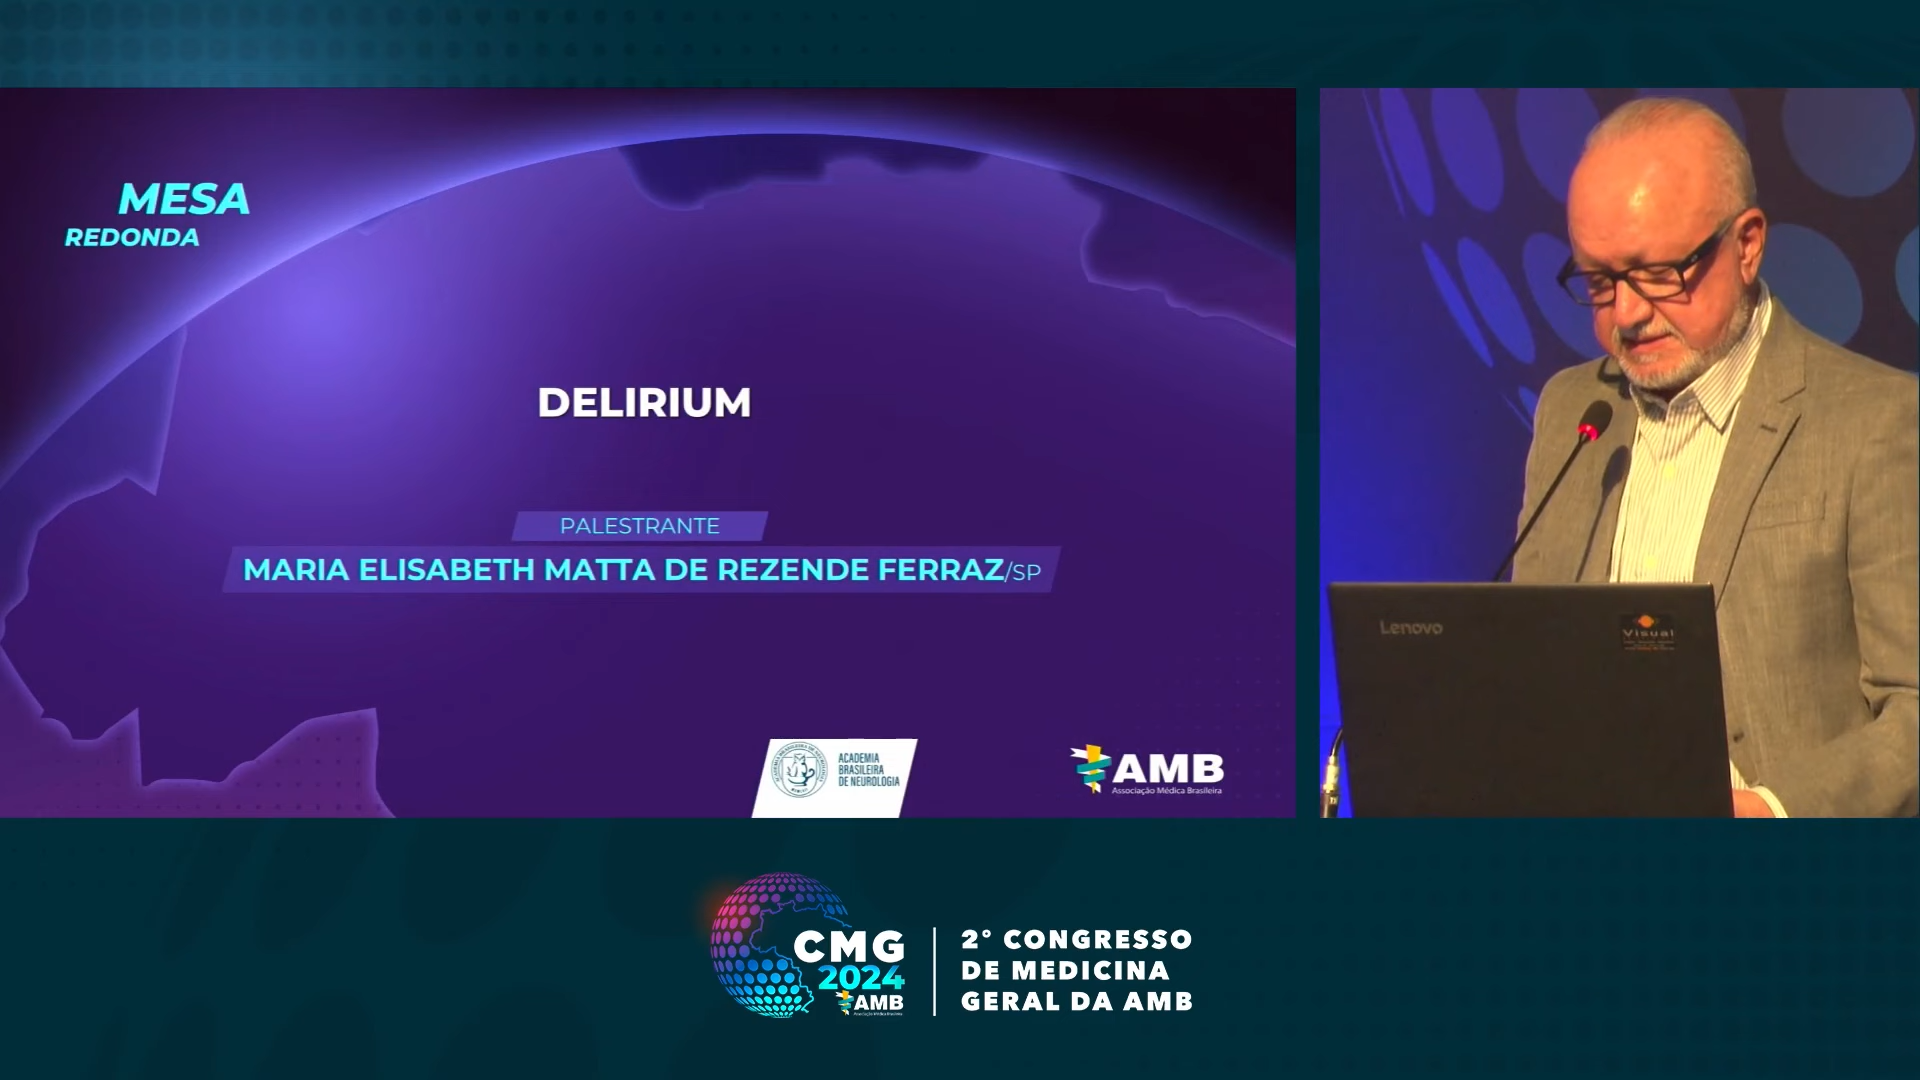 MESA
REDONDA
DELIRIUM
PALESTRANTE
MARIA ELISABETH MATTA DE REZENDE FERRAZ/SP
ACADEMIA
BRASILEIRA
DE NEUROLOGIA
AMB
Associação Médica Brasileira
Lenovo
Visual
CMG
2024
AMB
2° CONGRESSO
DE MEDICINA
GERAL DA AMB